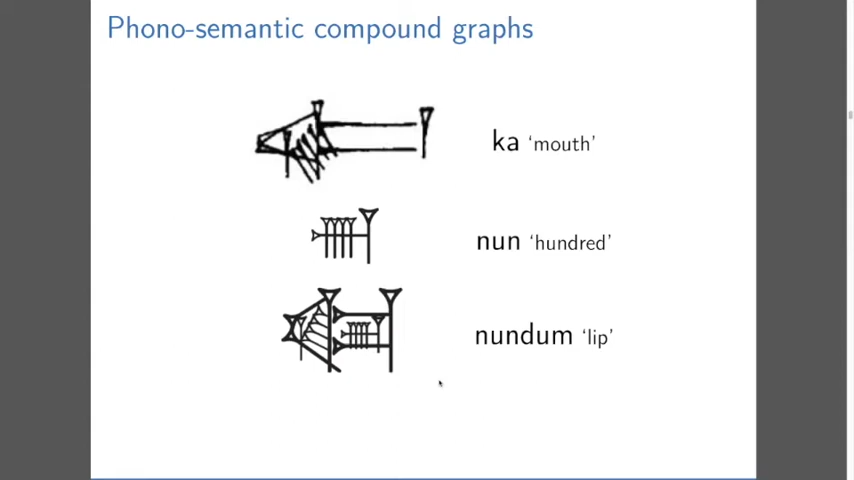 Phono-semantic compound graphs
𒅗 ka ‘mouth’
𒉣 nun ‘hundred’
𒅻 nundum ‘lip’